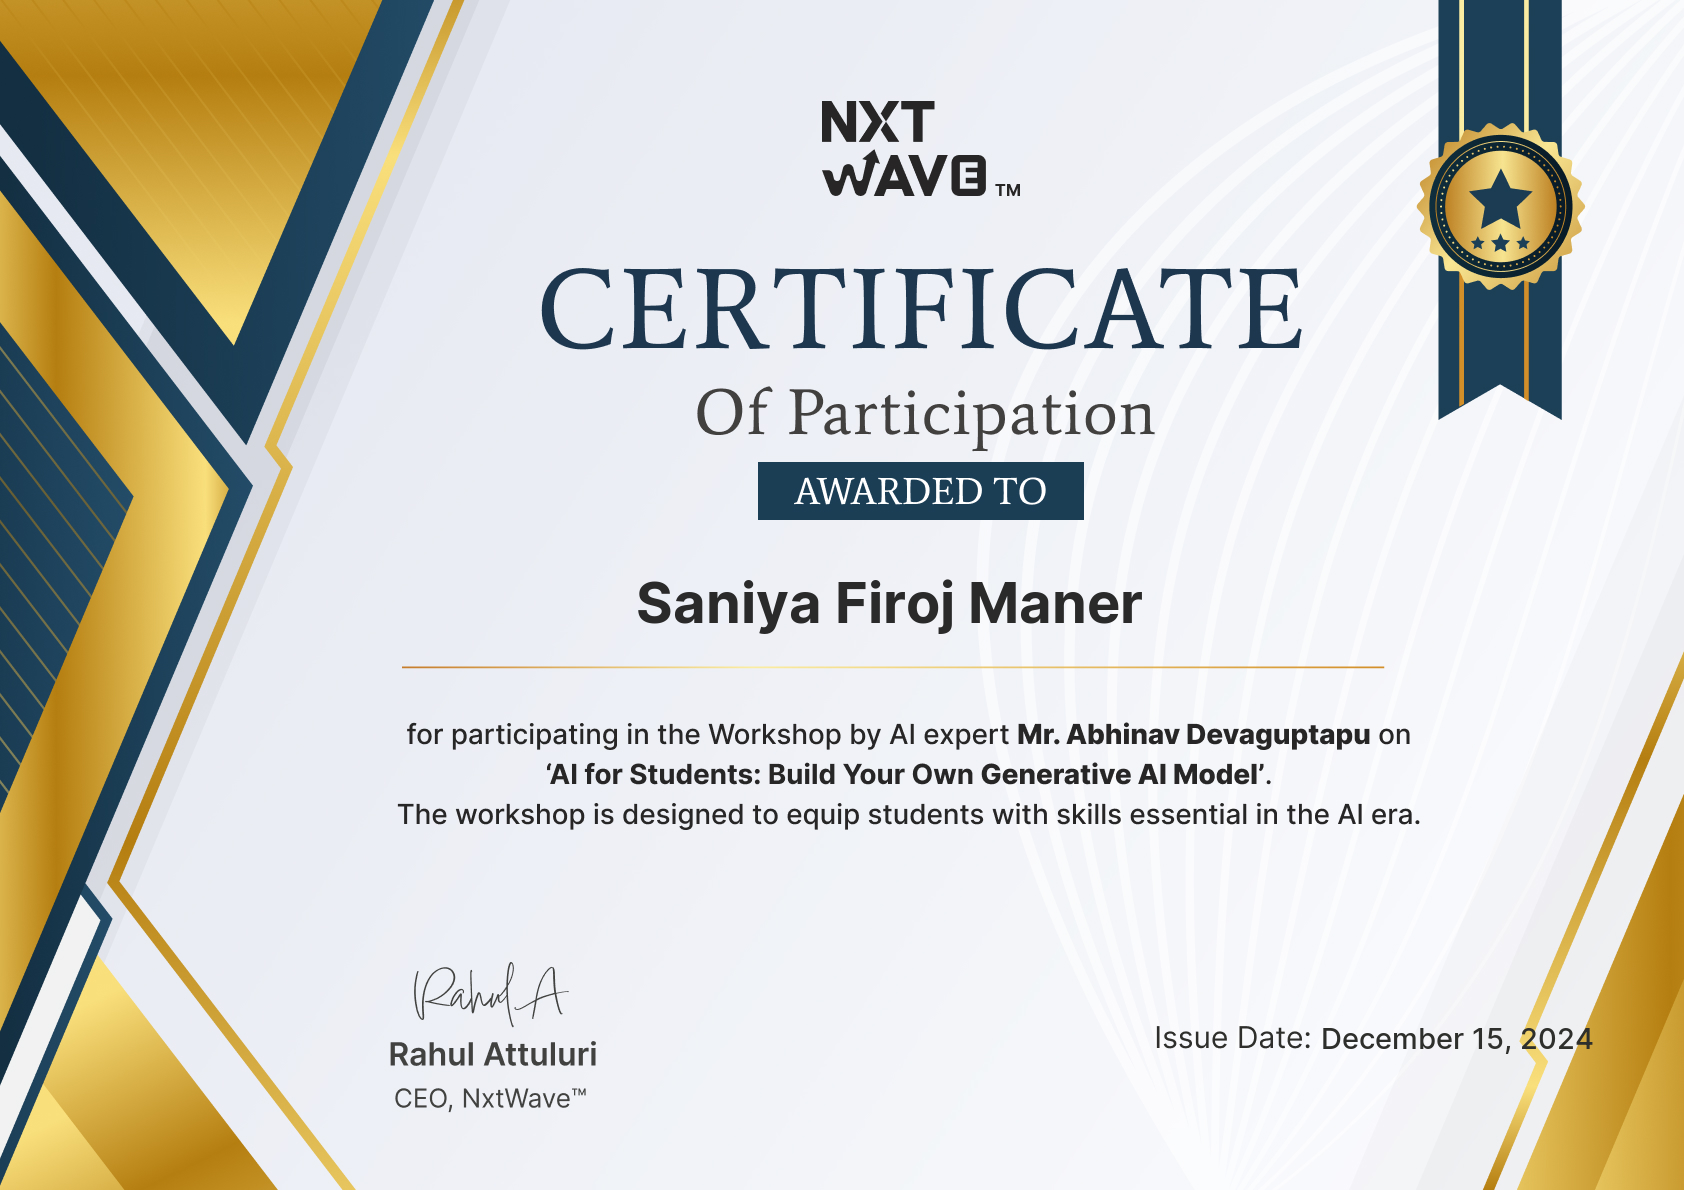 NXT
WAVE ™
CERTIFICATE
Of Participation
AWARDED TO
Saniya Firoj Maner
for participating in the Workshop by AI expert Mr. Abhinav Devaguptapu on
‘AI for Students: Build Your Own Generative AI Model’.
The workshop is designed to equip students with skills essential in the AI era.
Rahul A
Rahul Attuluri
CEO, NxtWave™
Issue Date: December 15, 2024